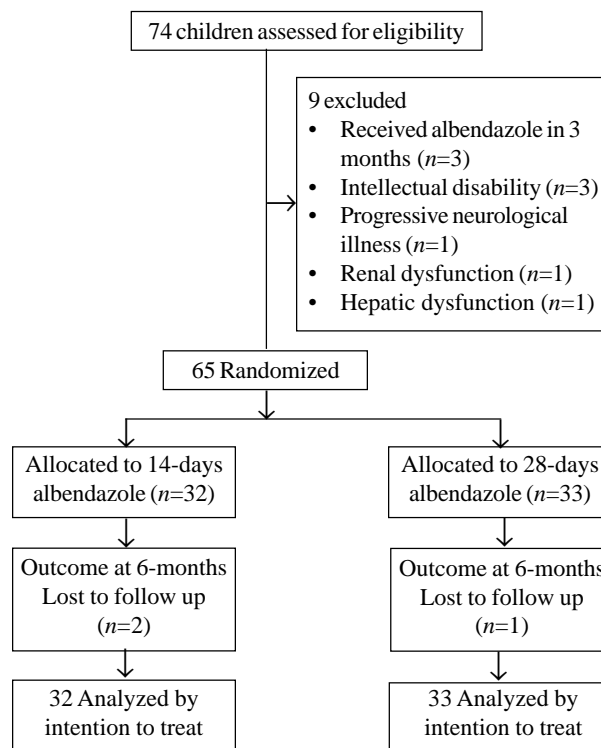 74 children assessed for eligibility
9 excluded
• Received albendazole in 3
months (n=3)
• Intellectual disability (n=3)
• Progressive neurological
illness (n=1)
• Renal dysfunction (n=1)
• Hepatic dysfunction (n=1)
65 Randomized
Allocated to 14-days
albendazole (n=32)
Allocated to 28-days
albendazole (n=33)
Outcome at 6-months
Lost to follow up
(n=2)
Outcome at 6-months
Lost to follow up
(n=1)
32 Analyzed by
intention to treat
33 Analyzed by
intention to treat